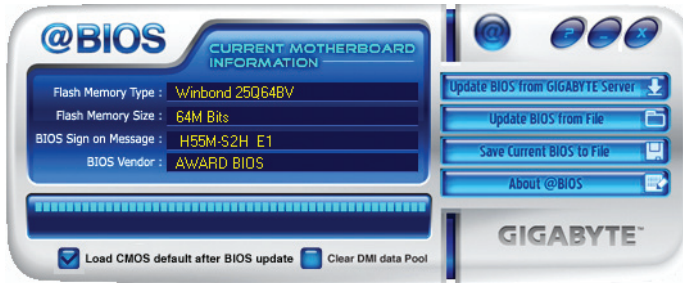 @BIOS
CURRENT MOTHERBOARD
INFORMATION
Flash Memory Type : Winbond 25Q64BV
Flash Memory Size : 64M Bits
BIOS Sign on Message : H55M-S2H E1
BIOS Vendor : AWARD BIOS
Load CMOS default after BIOS update Clear DMI data Pool
@ ? _ X
Update BIOS from GIGABYTE Server
Update BIOS from File
Save Current BIOS to File
About @BIOS
GIGABYTE™